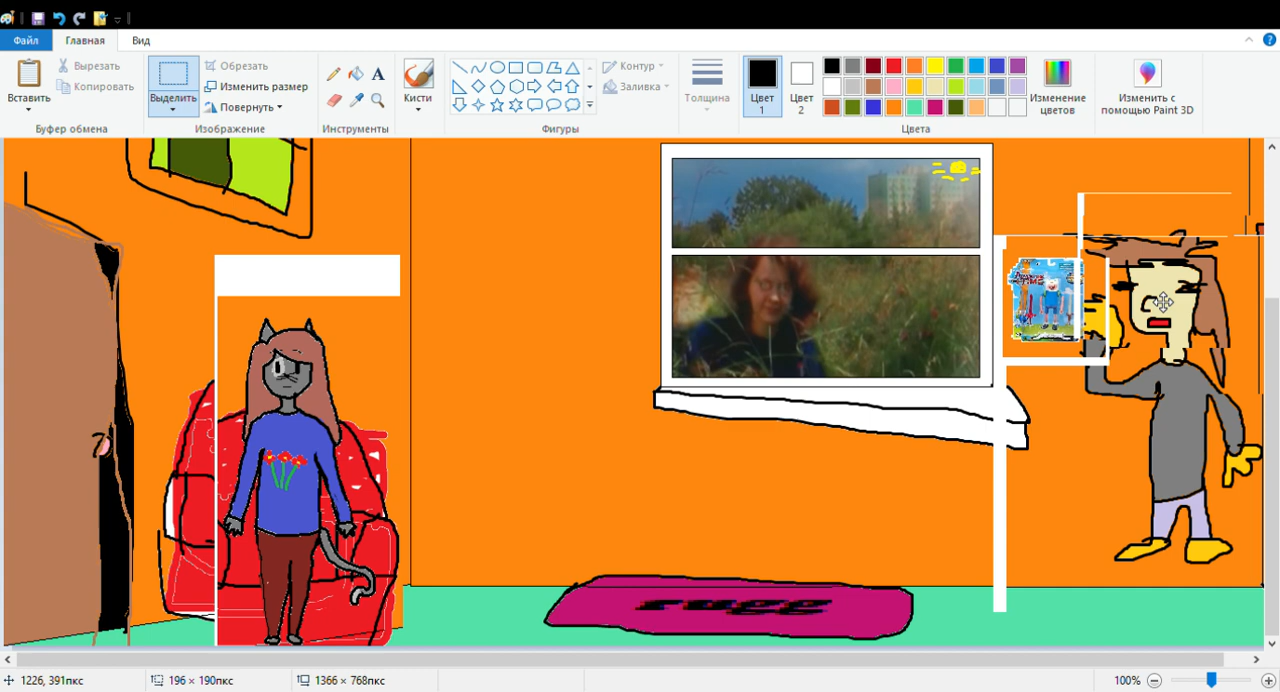 Файл Главная Вид
Вставить
Вырезать
Копировать
Буфер обмена
Выделить
Обрезать
Изменить размер
Повернуть
Изображение
A
Инструменты
Кисти
Контур
Заливка
Фигуры
Толщина
Цвет 1
Цвет 2
Изменение цветов
Цвета
Изменить с помощью Paint 3D
rugg
1226, 391пкс 196 × 190пкс 1366 × 768пкс 100%